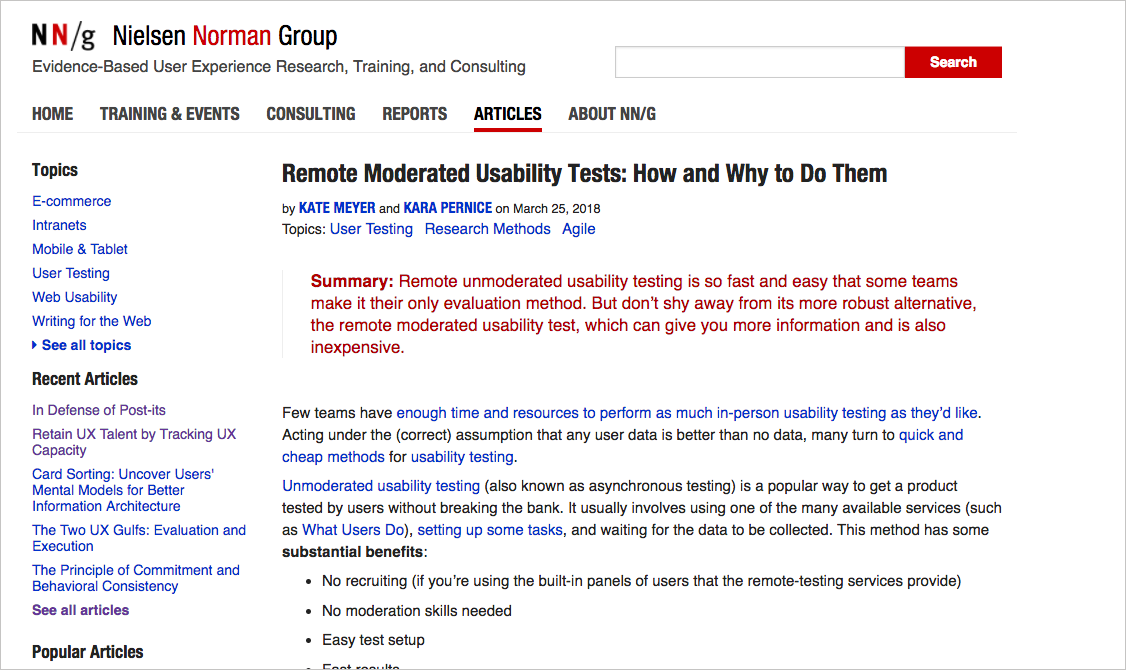 NN/g Nielsen Norman Group
Evidence-Based User Experience Research, Training, and Consulting
Search
HOME TRAINING & EVENTS CONSULTING REPORTS ARTICLES ABOUT NN/G
Topics
E-commerce
Intranets
Mobile & Tablet
User Testing
Web Usability
Writing for the Web
See all topics
Recent Articles
In Defense of Post-its
Retain UX Talent by Tracking UX
Capacity
Card Sorting: Uncover Users'
Mental Models for Better
Information Architecture
The Two UX Gulfs: Evaluation and
Execution
The Principle of Commitment and
Behavioral Consistency
See all articles
Popular Articles
Remote Moderated Usability Tests: How and Why to Do Them
by KATE MEYER and KARA PERNICE on March 25, 2018
Topics: User Testing Research Methods Agile
Summary: Remote unmoderated usability testing is so fast and easy that some teams
make it their only evaluation method. But don’t shy away from its more robust alternative,
the remote moderated usability test, which can give you more information and is also
inexpensive.
Few teams have enough time and resources to perform as much in-person usability testing as they’d like.
Acting under the (correct) assumption that any user data is better than no data, many turn to quick and
cheap methods for usability testing.
Unmoderated usability testing (also known as asynchronous testing) is a popular way to get a product
tested by users without breaking the bank. It usually involves using one of the many available services (such
as What Users Do), setting up some tasks, and waiting for the data to be collected. This method has some
substantial benefits:
• No recruiting (if you’re using the built-in panels of users that the remote-testing services provide)
• No moderation skills needed
• Easy test setup
• Fast results